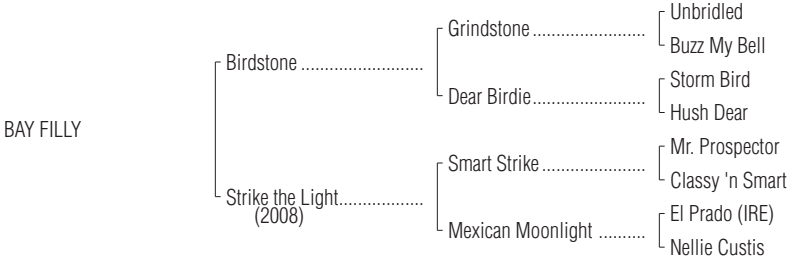 Unbridled
Grindstone........................
Buzz My Bell
Birdstone ..........................
Storm Bird
Dear Birdie........................
Hush Dear
BAY FILLY
Mr. Prospector
Smart Strike......................
Classy 'n Smart
Strike the Light..................
(2008)
El Prado (IRE)
Mexican Moonlight ..........
Nellie Custis